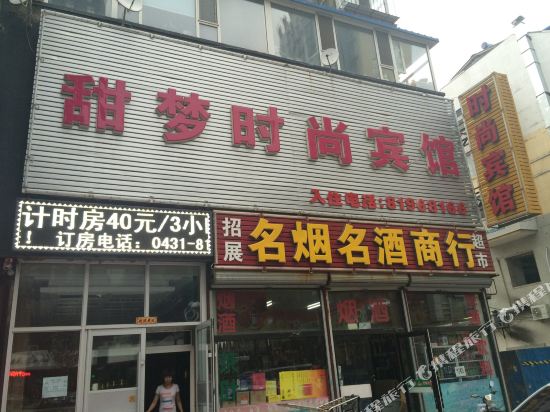 甜梦时尚宾馆
入住电话:81968168
时尚宾馆
计时房40元/3小
! 订房电话: 0431-8
招展
名烟名酒商行
超市
烟酒
烟酒